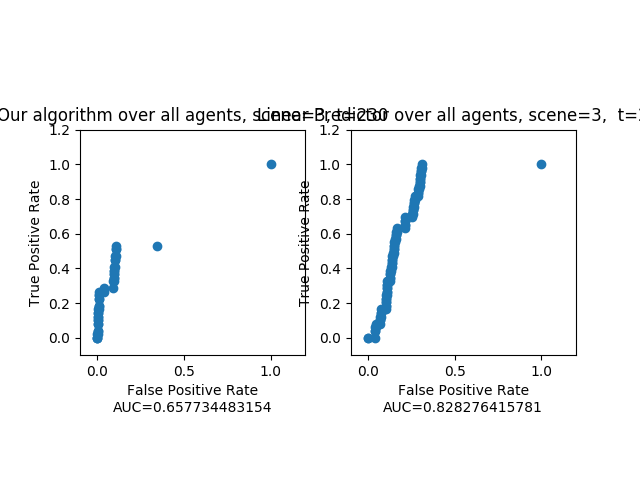 Our algorithm over all agents, scene=3, t=230
Linear Predictor over all agents, scene=3, t=
1.2
1.0
0.8
0.6
0.4
0.2
0.0
True Positive Rate
0.0 0.5 1.0
False Positive Rate
AUC=0.657734483154
1.2
1.0
0.8
0.6
0.4
0.2
0.0
True Positive Rate
0.0 0.5 1.0
False Positive Rate
AUC=0.828276415781